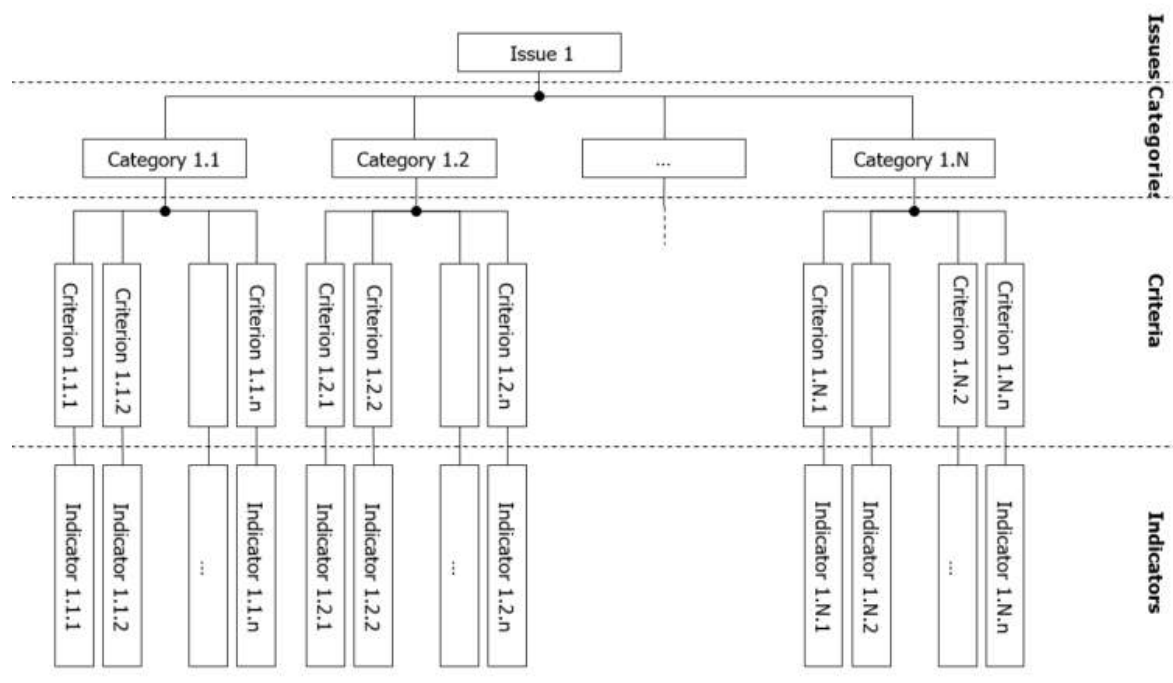 Issue 1
Issues
Category 1.1
Category 1.2
...
Category 1.N
Categories
Criterion 1.1.1
Criterion 1.1.2
Criterion 1.1.n
Criterion 1.2.1
Criterion 1.2.2
Criterion 1.2.n
Criterion 1.N.1
Criterion 1.N.2
Criterion 1.N.n
Criteria
Indicator 1.1.1
Indicator 1.1.2
...
Indicator 1.1.n
Indicator 1.2.1
Indicator 1.2.2
...
Indicator 1.2.n
Indicator 1.N.1
Indicator 1.N.2
...
Indicator 1.N.n
Indicators